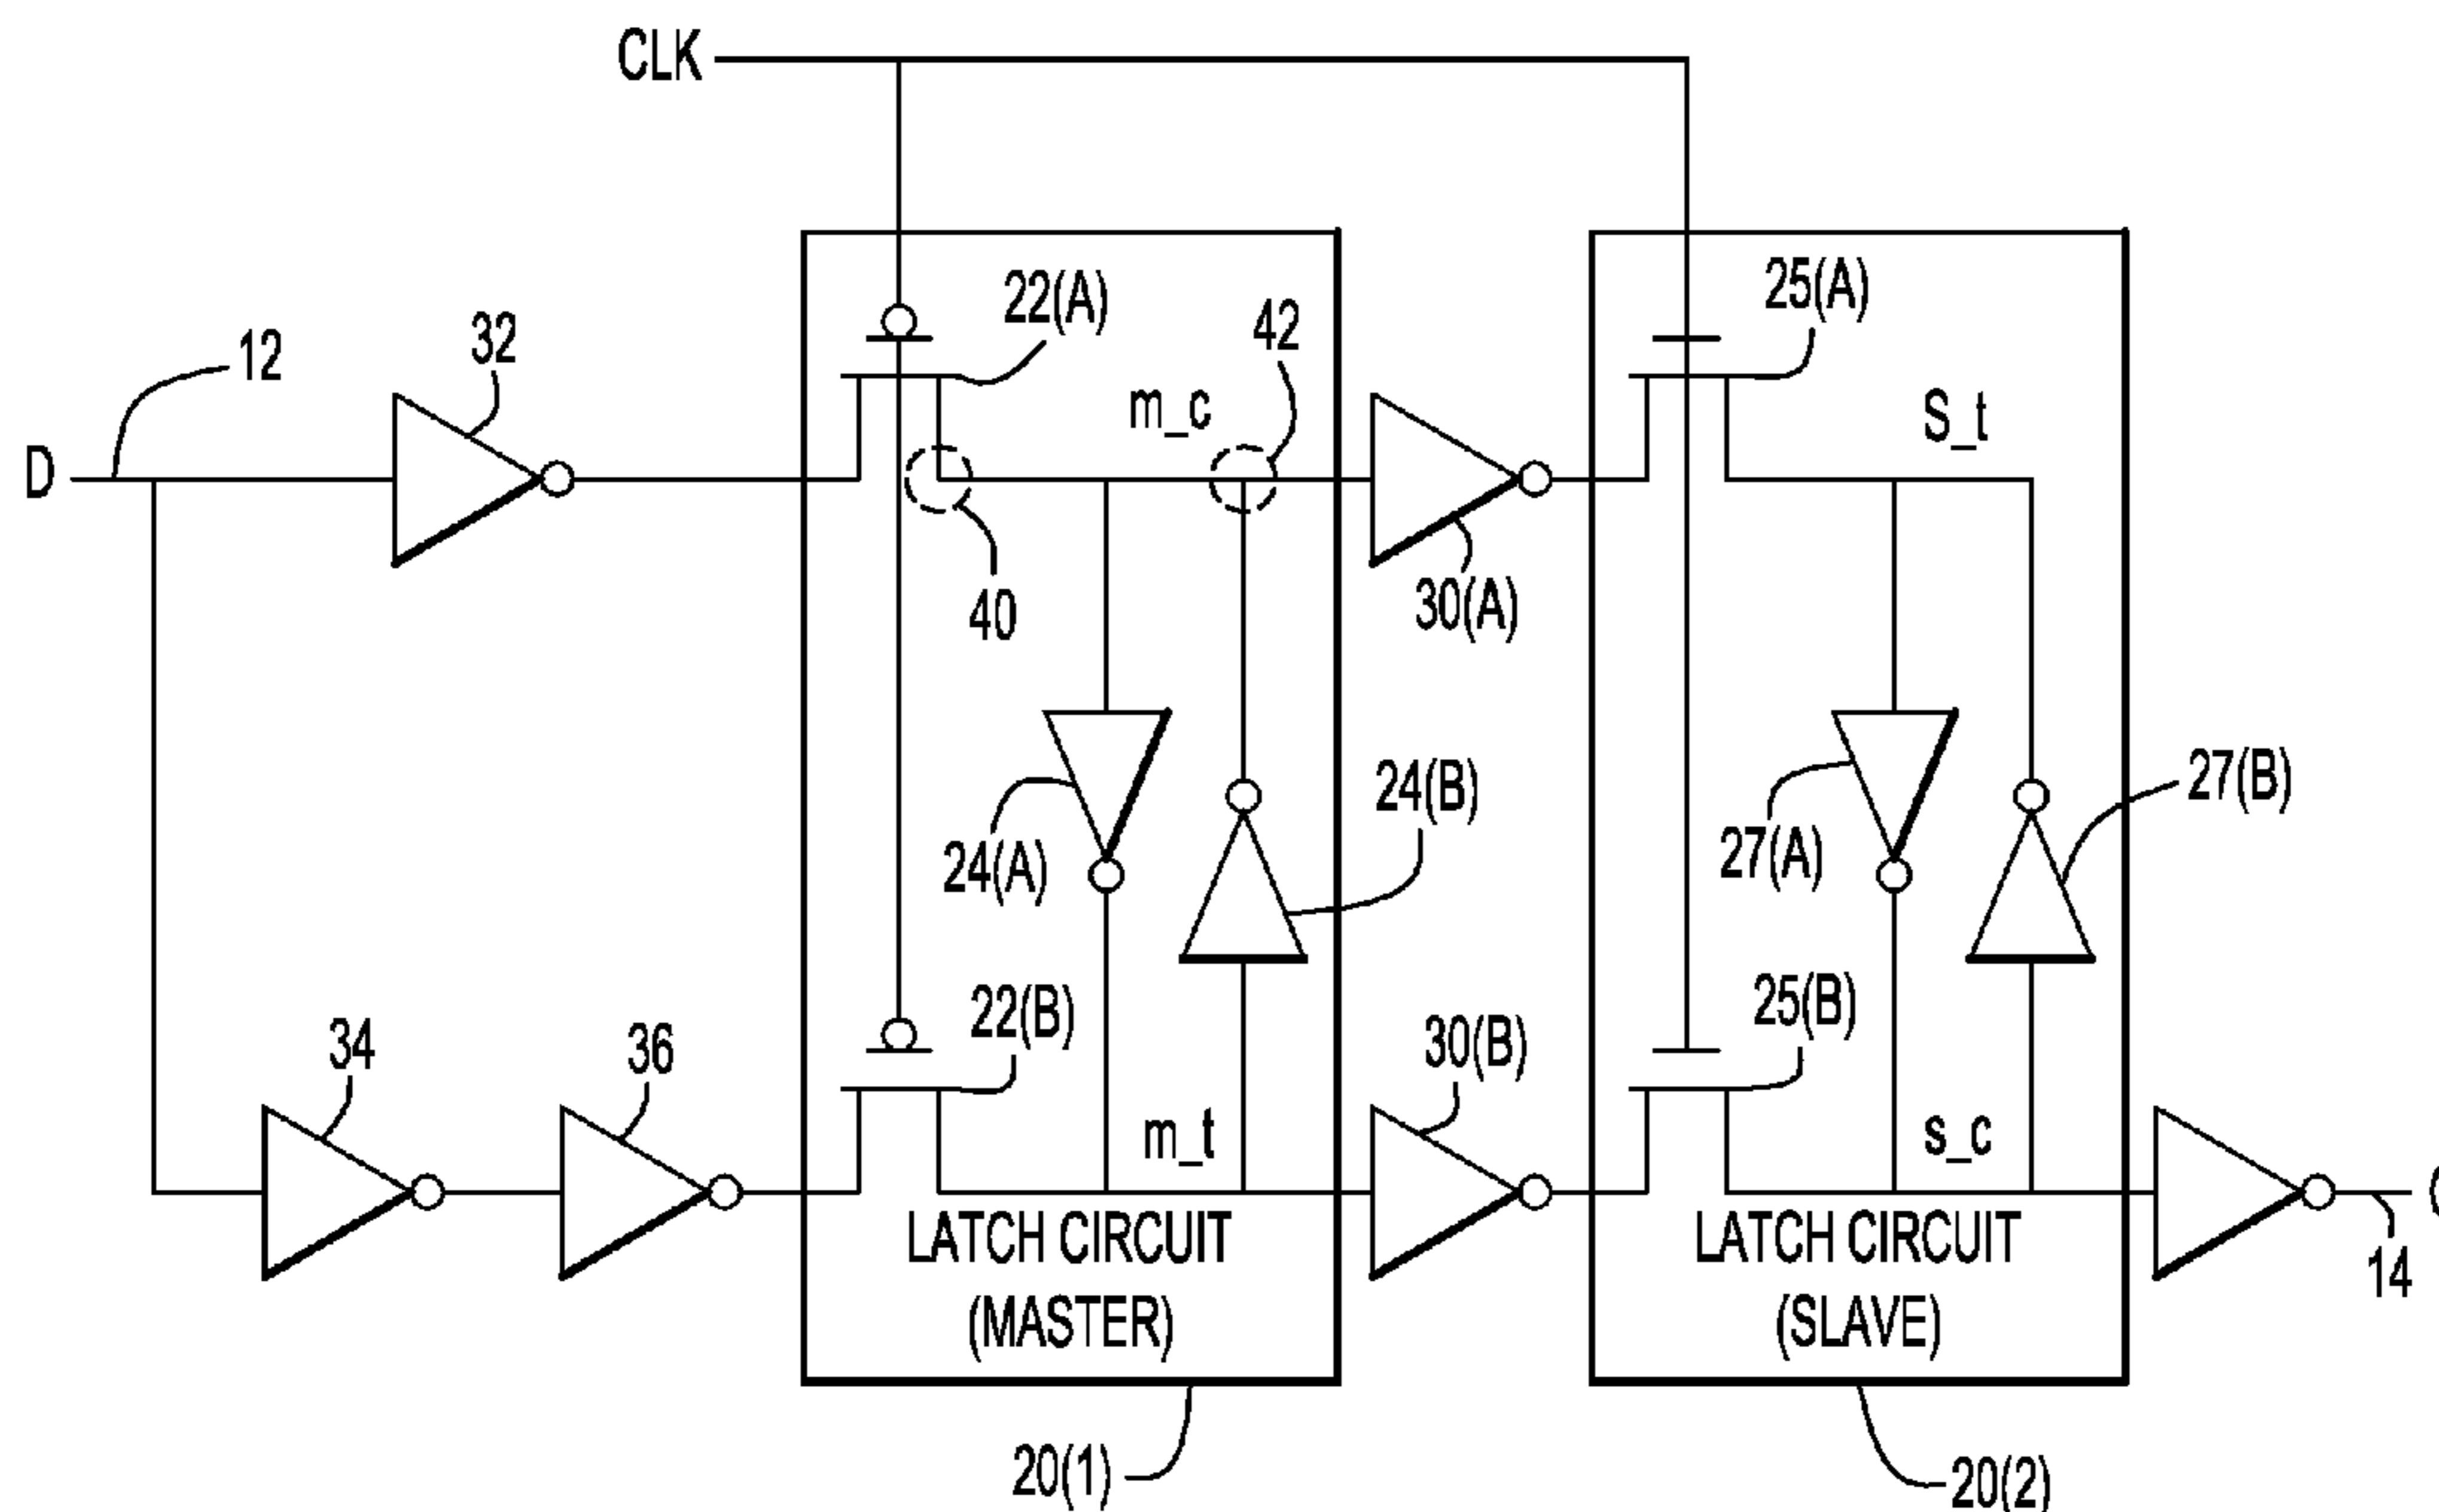 CLK
22(A)
25(A)
42
12
32
m_c
S_t
D
40
30(A)
24(A)
24(B)
27(A)
27(B)
34
36
22(B)
30(B)
25(B)
m_t
s_c
LATCH CIRCUIT
(MASTER)
LATCH CIRCUIT
(SLAVE)
14
20(1)
20(2)